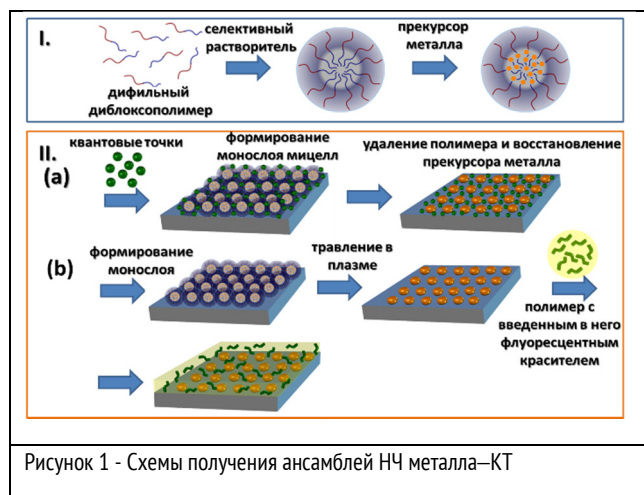 I.
селективный
растворитель
прекурсор
металла
дифильный
диблоксополимер
II.
квантовые точки
(a)
формирование
монослоя мицелл
удаление полимера и восстановление
прекурсора металла
(b)
формирование
монослоя
травление в
плазме
полимер с
введенным в него
флуоресцентным
красителем
Рисунок 1 - Схемы получения ансамблей НЧ металла—КТ